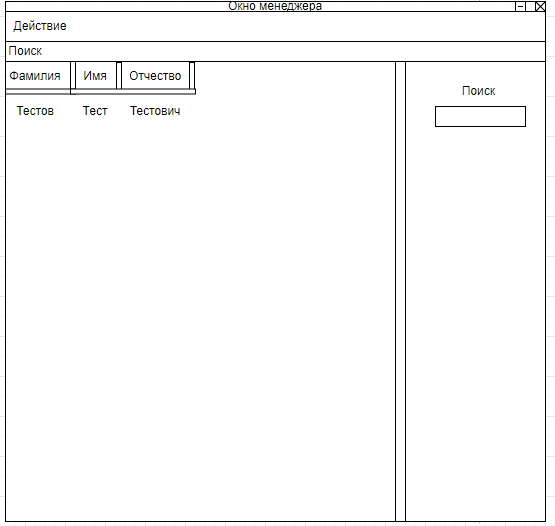 Окно менеджера
Действие
Поиск
Фамилия Имя Отчество
Поиск
Тестов Тест Тестович